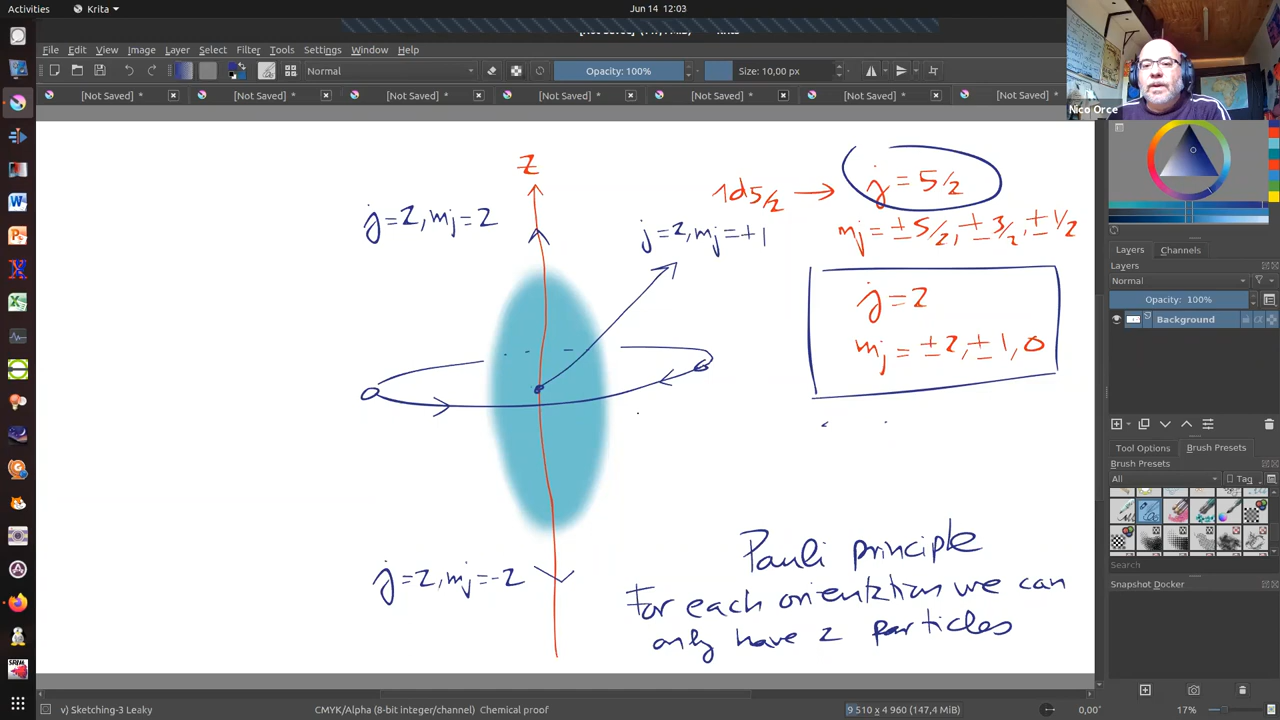 Activities
Krita
Jun 14 12:03
File Edit View Image Layer Select Filter Tools Settings Window Help
Normal
Opacity: 100%
Size: 10,00 px
[Not Saved] *
[Not Saved] *
[Not Saved] *
[Not Saved] *
[Not Saved] *
[Not Saved] *
[Not Saved]
Nico Orce
z
j=2, mj=2
j=2, mj=+1
1d5/2 → j=5/2
mj=±5/2, ±3/2, ±1/2
j=2
mj=±2, ±1, 0
j=2, mj=-2
Pauli principle
For each orientation we can
only have 2 particles
Layers Channels
Layers
Normal
Opacity: 100%
Background
Tool Options Brush Presets
Brush Presets
All
Tag
Search
Snapshot Docker
v) Sketching-3 Leaky
CMYK/Alpha (8-bit integer/channel) Chemical proof
9 510 x 4 960 (147,4 MiB)
0,00°
17%